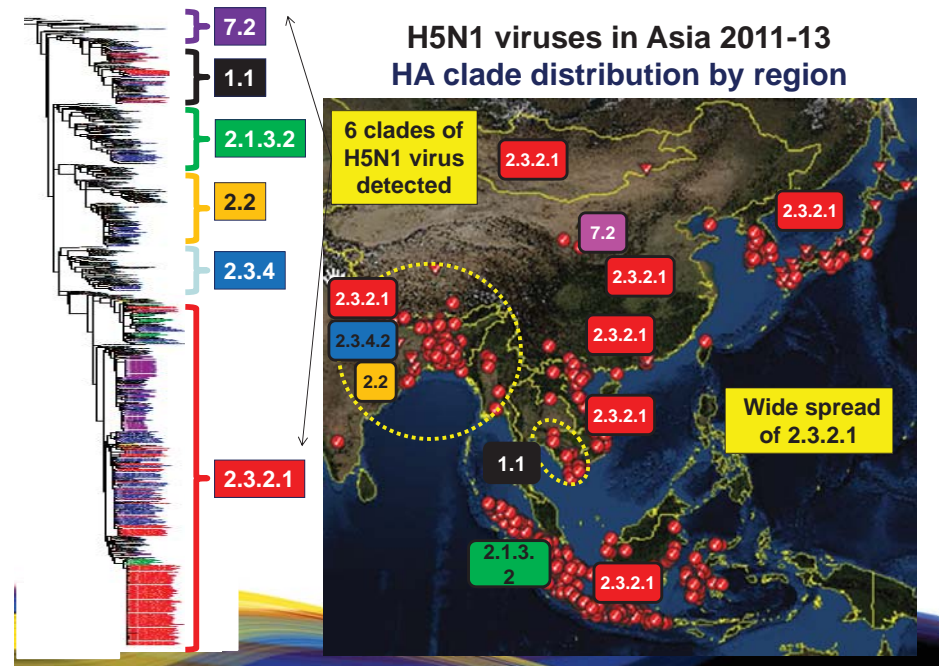 H5N1 viruses in Asia 2011-13
HA clade distribution by region
7.2
1.1
2.1.3.2
2.2
2.3.4
2.3.2.1
6 clades of
H5N1 virus
detected
2.3.2.1
2.3.2.1
7.2
2.3.2.1
2.3.2.1
2.3.4.2
2.2
2.3.2.1
2.3.2.1
Wide spread
of 2.3.2.1
1.1
2.1.3.
2
2.3.2.1